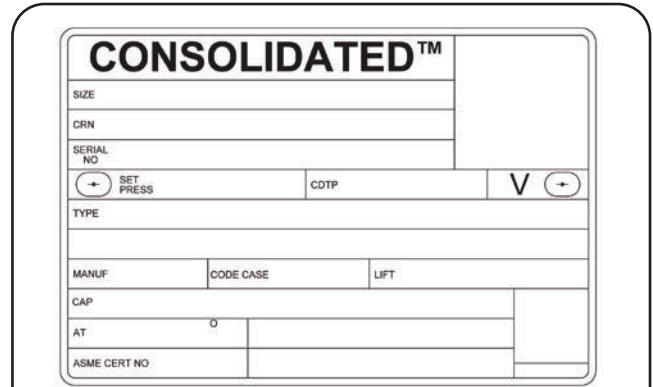 CONSOLIDATED™
SIZE
CRN
SERIAL
NO
SET
PRESS
CDTP
V
TYPE
MANUF
CODE CASE
LIFT
CAP
AT
O
ASME CERT NO